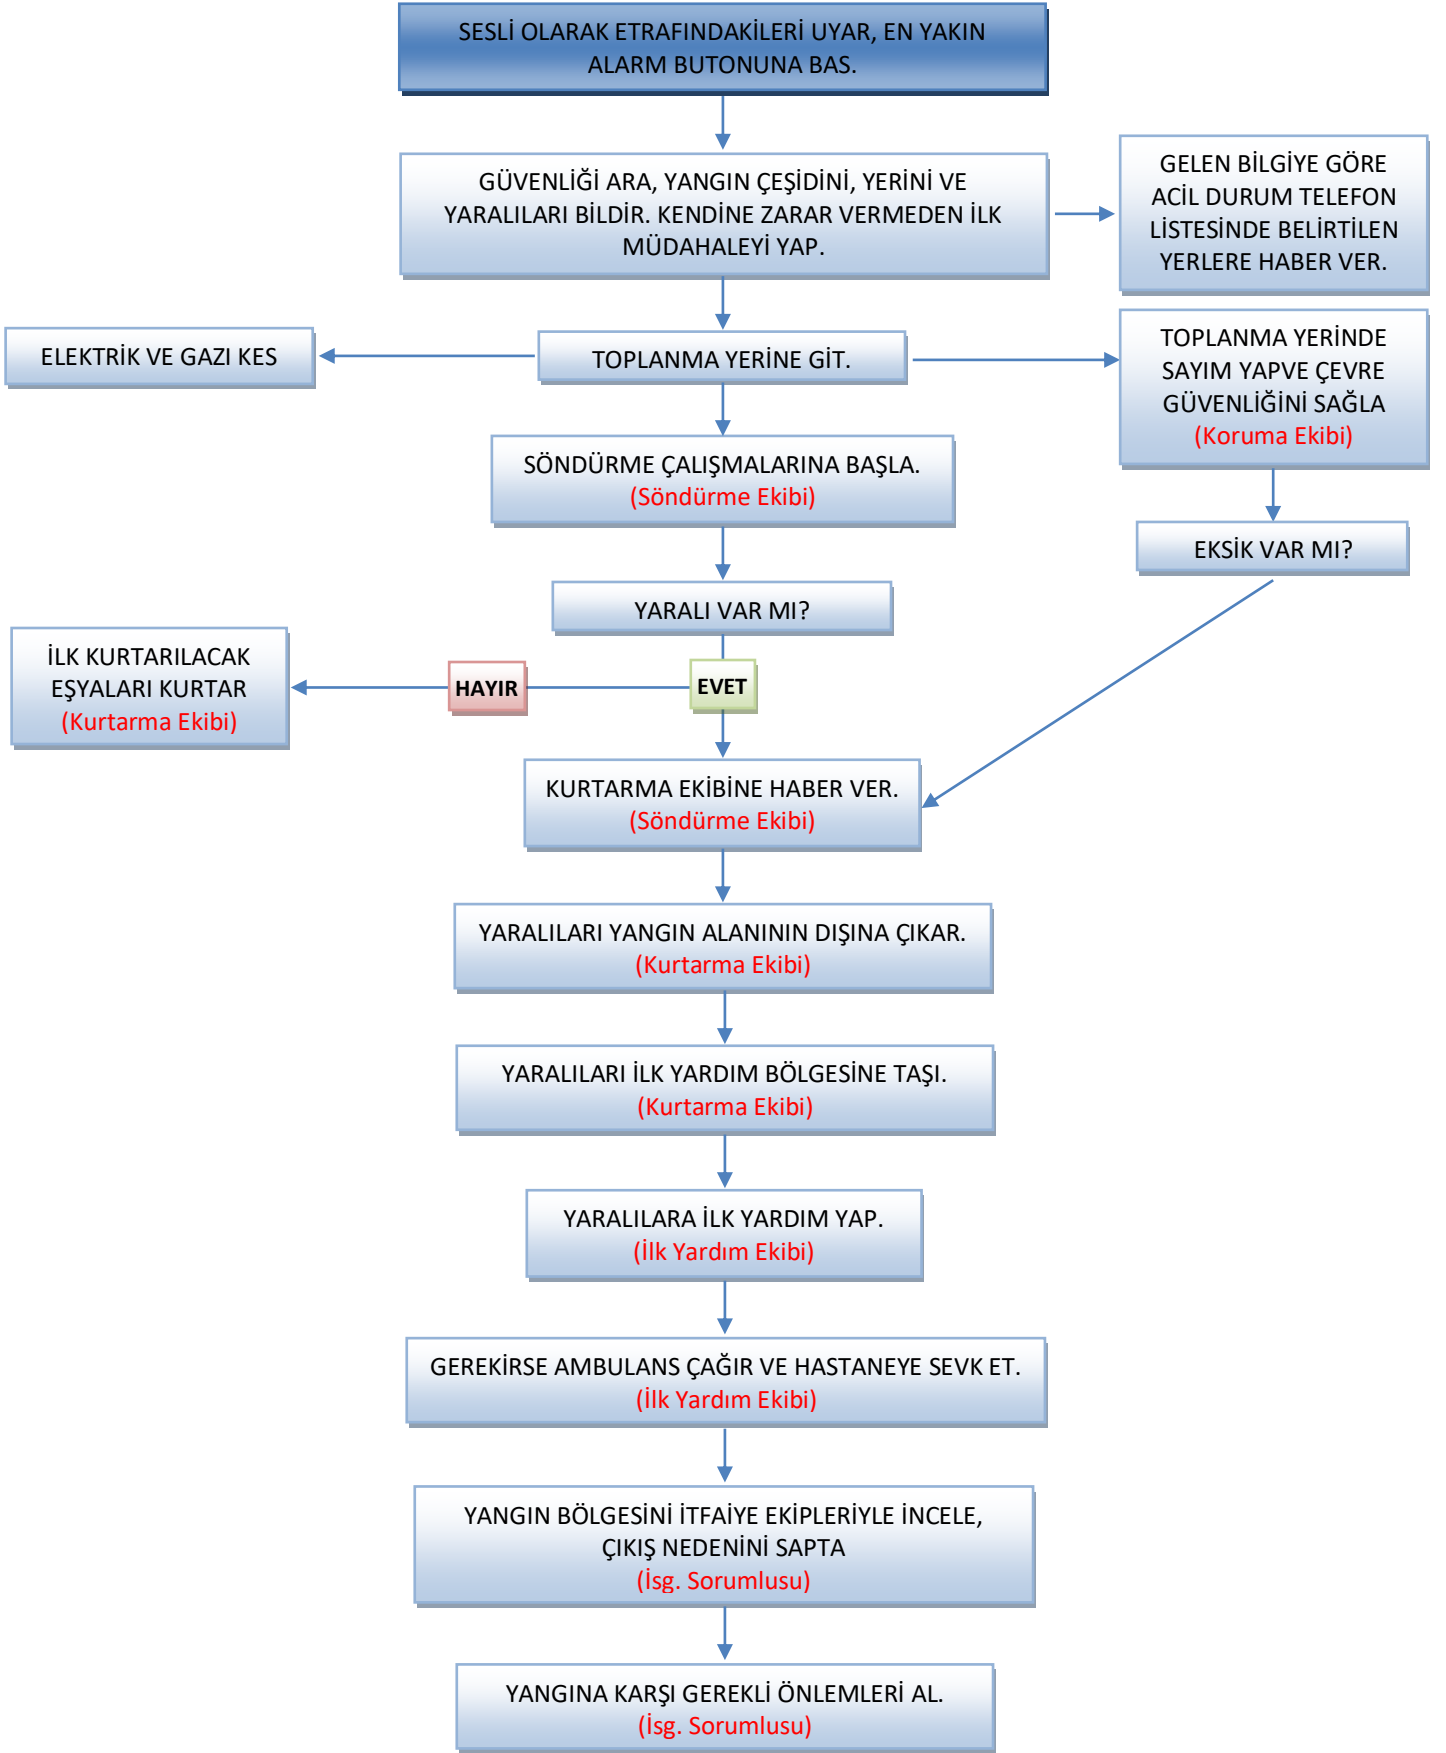 SESLİ OLARAK ETRAFINDAKİLERİ UYAR, EN YAKIN
ALARM BUTONUNA BAS.
GÜVENLİĞİ ARA, YANGIN ÇEŞİDİNİ, YERİNİ VE
YARALILARI BİLDİR. KENDİNE ZARAR VERMEDEN İLK
MÜDAHALEYİ YAP.
GELEN BİLGİYE GÖRE
ACİL DURUM TELEFON
LİSTESİNDE BELİRTİLEN
YERLERE HABER VER.
ELEKTRİK VE GAZI KES
TOPLANMA YERİNE GİT.
TOPLANMA YERİNDE
SAYIM YAPVE ÇEVRE
GÜVENLİĞİNİ SAĞLA
(Koruma Ekibi)
SÖNDÜRME ÇALIŞMALARINA BAŞLA.
(Söndürme Ekibi)
EKSİK VAR MI?
YARALI VAR MI?
İLK KURTARILACAK
EŞYALARI KURTAR
(Kurtarma Ekibi)
HAYIR
EVET
KURTARMA EKİBİNE HABER VER.
(Söndürme Ekibi)
YARALILARI YANGIN ALANININ DIŞINA ÇIKAR.
(Kurtarma Ekibi)
YARALILARI İLK YARDIM BÖLGESİNE TAŞI.
(Kurtarma Ekibi)
YARALILARA İLK YARDIM YAP.
(İlk Yardım Ekibi)
GEREKİRSE AMBULANS ÇAĞIR VE HASTANEYE SEVK ET.
(İlk Yardım Ekibi)
YANGIN BÖLGESİNİ İTFAİYE EKİPLERİYLE İNCELE,
ÇIKIŞ NEDENİNİ SAPTA
(İsg. Sorumlusu)
YANGINA KARŞI GEREKLİ ÖNLEMLERİ AL.
(İsg. Sorumlusu)